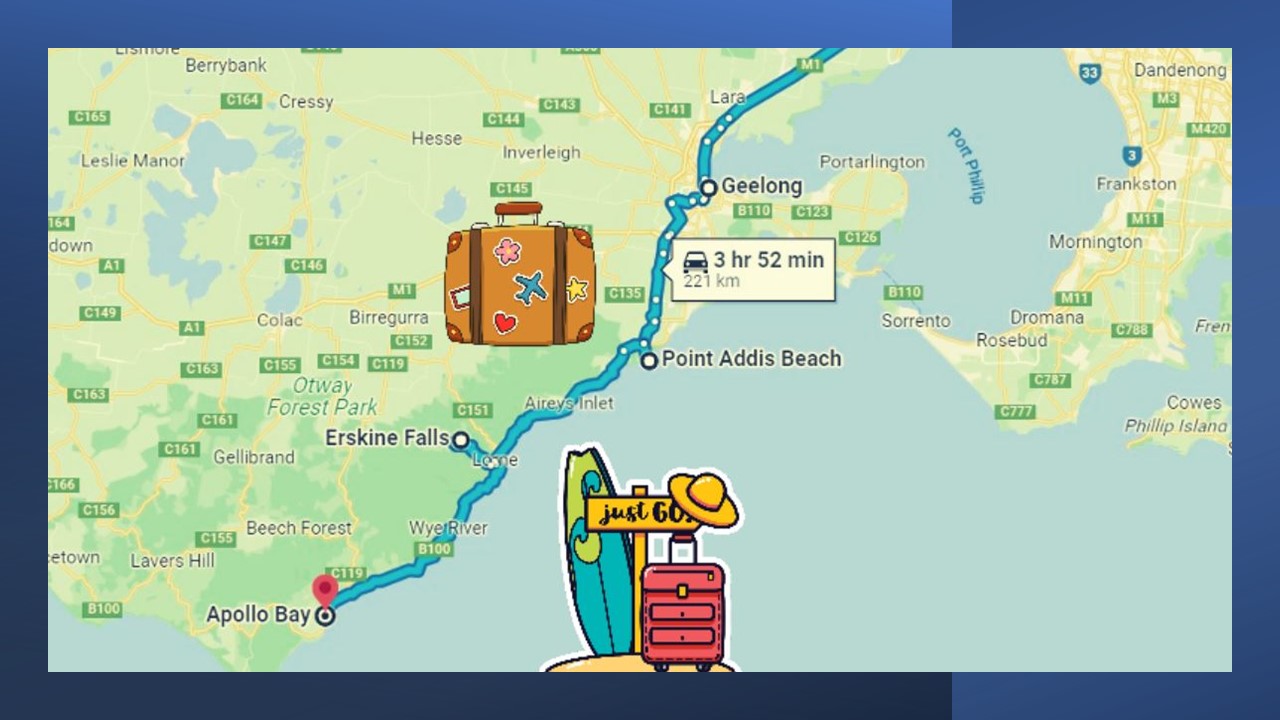 Lismore
Berrybank
M1
33
Dandenong
Lara
M3
C164
Cressy
C143
C141
C165
C144
M420
Hesse
Inverleigh
Port Phillip
3
Leslie Manor
Portarlington
Frankston
C145
Geelong
B110
C123
M11
164
down
C147
C126
Mornington
A1
C146
3 hr 52 min
221 km
M1
C135
B110
M11
C149
Colac
Birregurra
Sorrento
Dromana
A1
C788
Fren
C152
Rosebud
C163
C155
C154
C119
Point Addis Beach
Otway
Forest Park
C787
C163
Aireys Inlet
C151
C777
Cowes
C161
Phillip Island
Erskine Falls
C161
Gellibrand
Lorne
C166
C156
just GO!
Beech Forest
Wye River
C155
B100
cetown
Lavers Hill
C119
B100
Apollo Bay